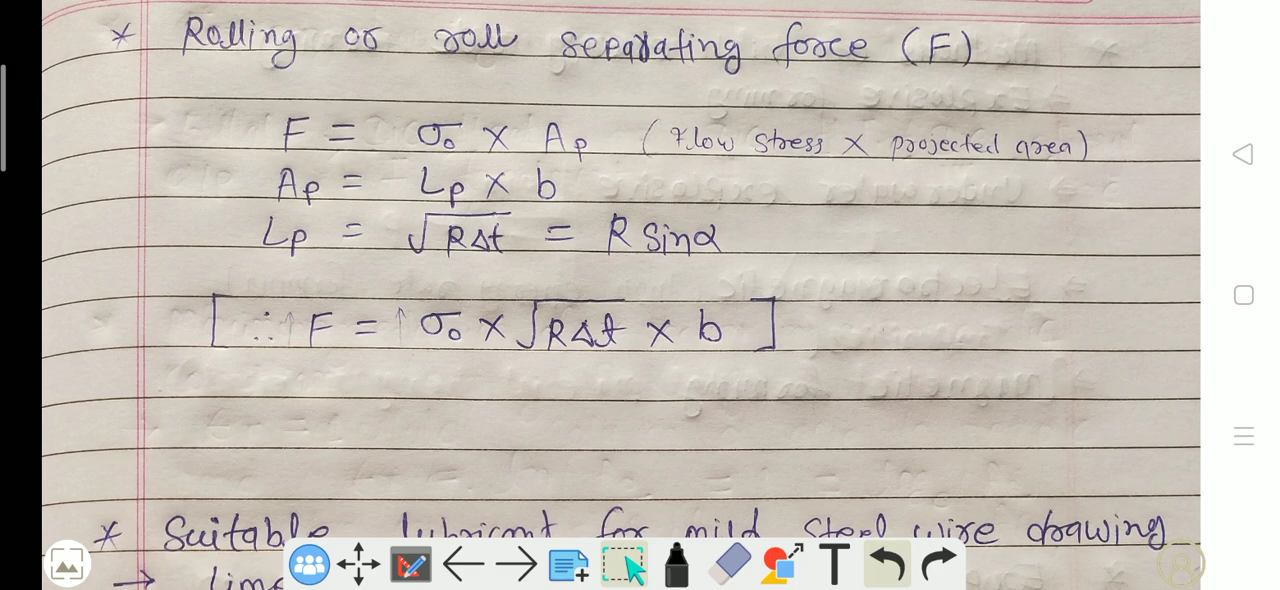 * Rolling or roll separating force (F)
F = σ₀ × Ap (Flow stress × projected area)
Ap = Lp × b
Lp = √RΔt = R sinα
[ ∴ ↑ F = ↑ σ₀ × √RΔt × b ]
* Suitable lubricant for mild steel wire drawing
→ lime
T